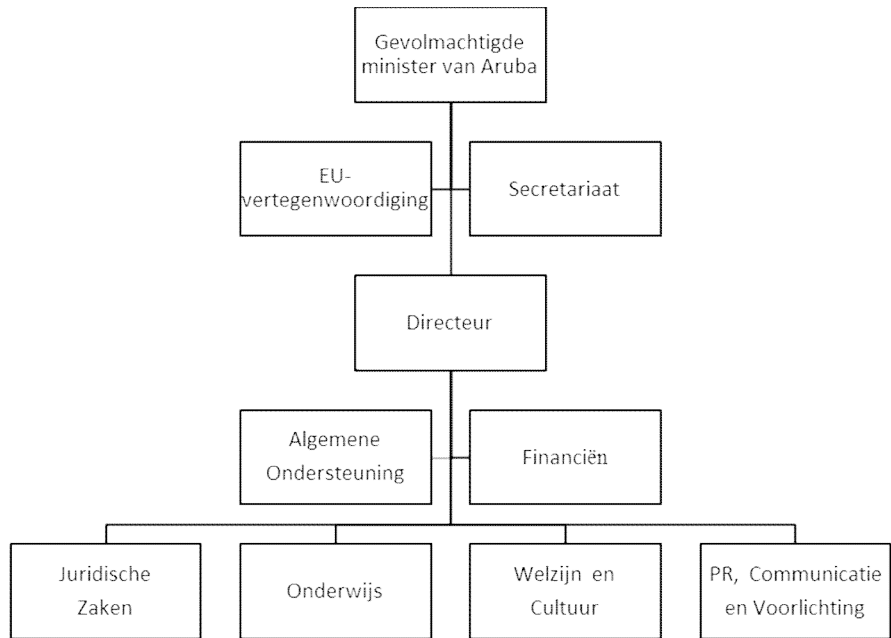 Gevolmachtigde
minister van Aruba
EU-
vertegenwoordiging
Secretariaat
Directeur
Algemene
Ondersteuning
Financiën
Juridische
Zaken
Onderwijs
Welzijn en
Cultuur
PR, Communicatie
en Voorlichting